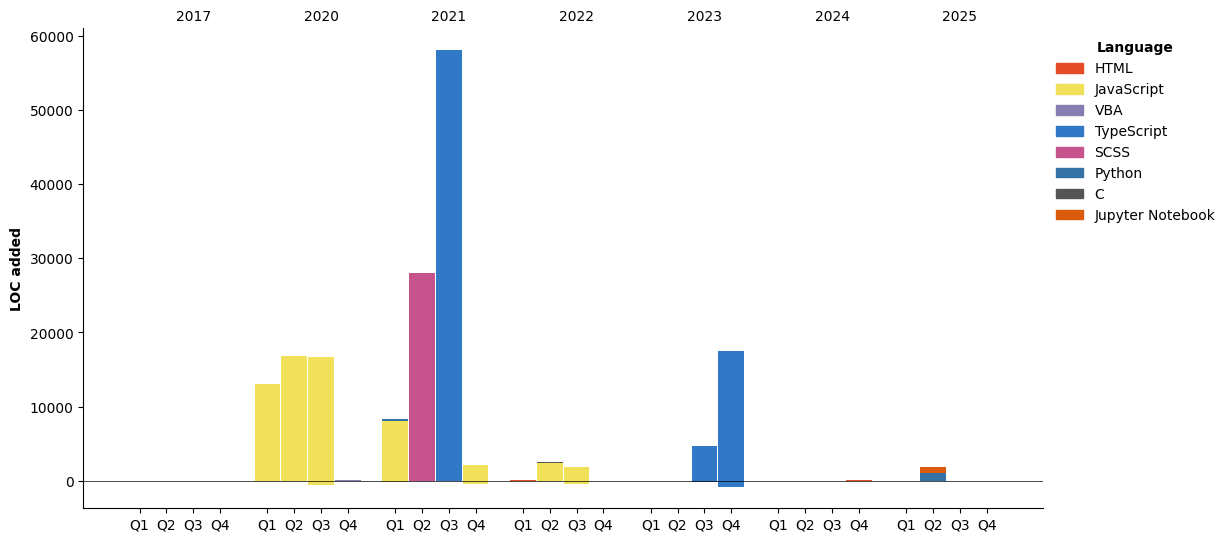 2017 2020 2021 2022 2023 2024 2025
60000
50000
40000
30000
20000
10000
0
LOC added
Q1 Q2 Q3 Q4 Q1 Q2 Q3 Q4 Q1 Q2 Q3 Q4 Q1 Q2 Q3 Q4 Q1 Q2 Q3 Q4 Q1 Q2 Q3 Q4 Q1 Q2 Q3 Q4
Language
HTML
JavaScript
VBA
TypeScript
SCSS
Python
C
Jupyter Notebook